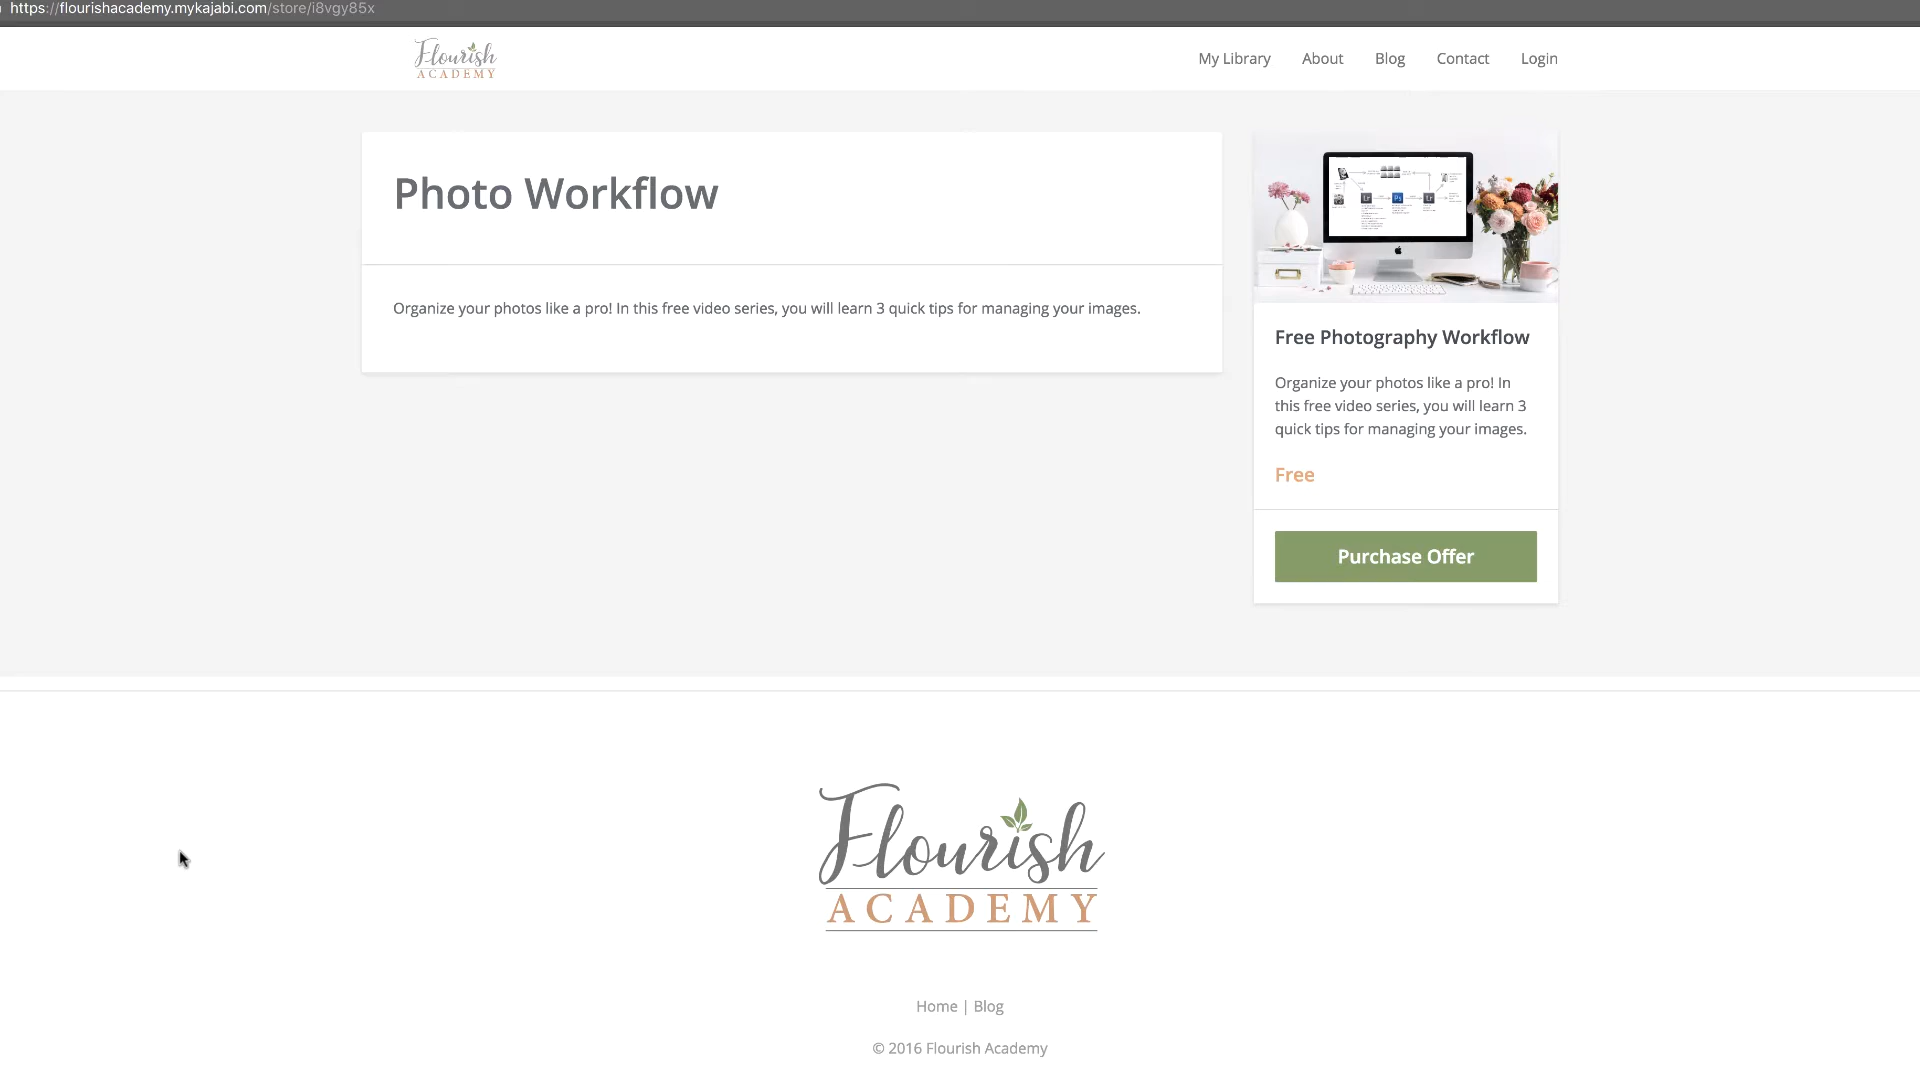 https://flourishacademy.mykajabi.com/store/i8vgy85x
Flourish
ACADEMY
My Library
About
Blog
Contact
Login
Photo Workflow
Organize your photos like a pro! In this free video series, you will learn 3 quick tips for managing your images.
Lr
Ps
Lr
Free Photography Workflow
Organize your photos like a pro! In
this free video series, you will learn 3
quick tips for managing your images.
Free
Purchase Offer
Flourish
ACADEMY
Home | Blog
© 2016 Flourish Academy